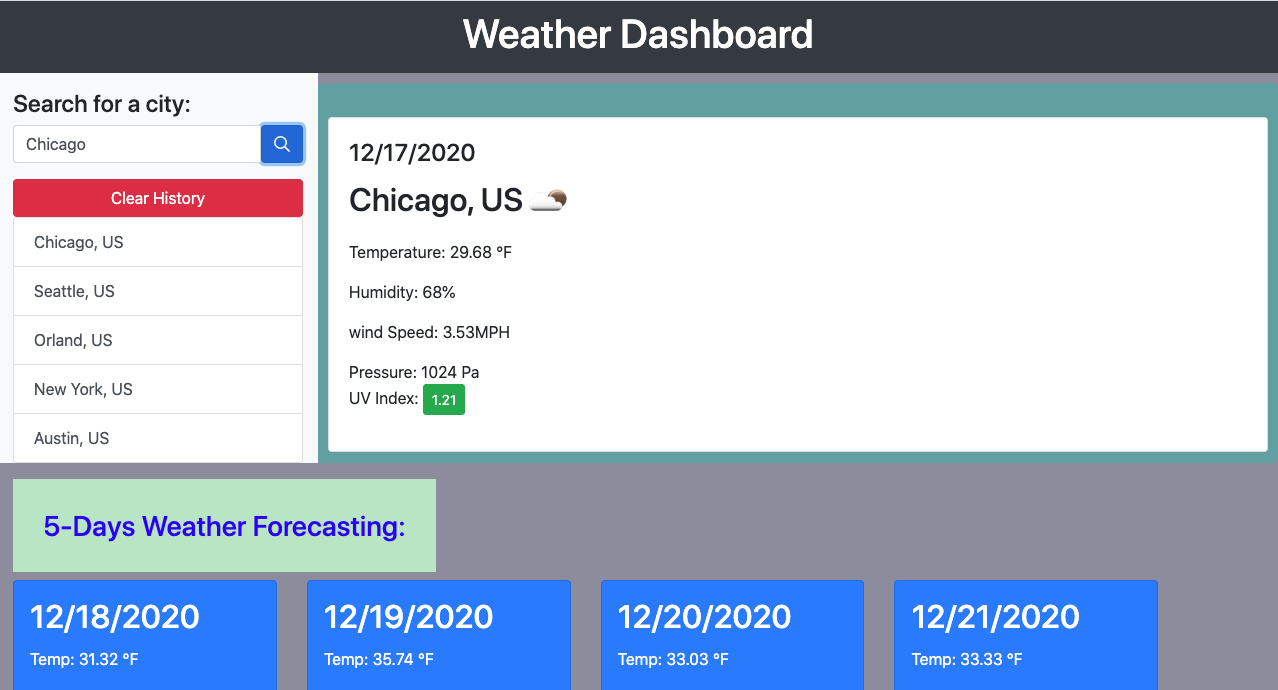 Weather Dashboard
Search for a city:
Chicago
Clear History
Chicago, US
Seattle, US
Orland, US
New York, US
Austin, US
12/17/2020
Chicago, US
Temperature: 29.68 °F
Humidity: 68%
wind Speed: 3.53MPH
Pressure: 1024 Pa
UV Index: 1.21
5-Days Weather Forecasting:
12/18/2020
Temp: 31.32 °F
12/19/2020
Temp: 35.74 °F
12/20/2020
Temp: 33.03 °F
12/21/2020
Temp: 33.33 °F